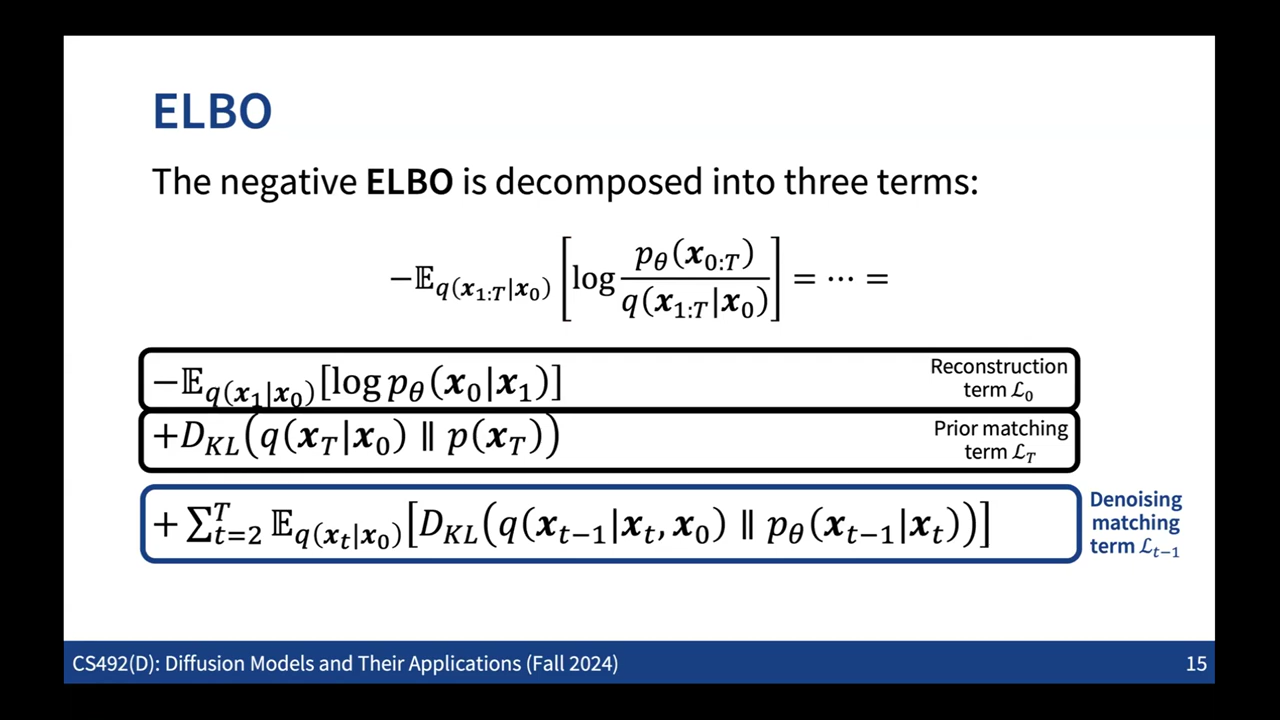 ELBO
The negative ELBO is decomposed into three terms:
−𝔼_{q(𝒙_{1:T}|𝒙_0)} [log p_θ(𝒙_{0:T}) / q(𝒙_{1:T}|𝒙_0)] = ⋯ =
−𝔼_{q(𝒙_1|𝒙_0)}[log p_θ(𝒙_0|𝒙_1)]
Reconstruction
term ℒ_0
+D_{KL}(q(𝒙_T|𝒙_0) ∥ p(𝒙_T))
Prior matching
term ℒ_T
+ ∑_{t=2}^{T} 𝔼_{q(𝒙_t|𝒙_0)}[D_{KL}(q(𝒙_{t−1}|𝒙_t, 𝒙_0) ∥ p_θ(𝒙_{t−1}|𝒙_t))]
Denoising
matching
term ℒ_{t−1}
CS492(D): Diffusion Models and Their Applications (Fall 2024)
15